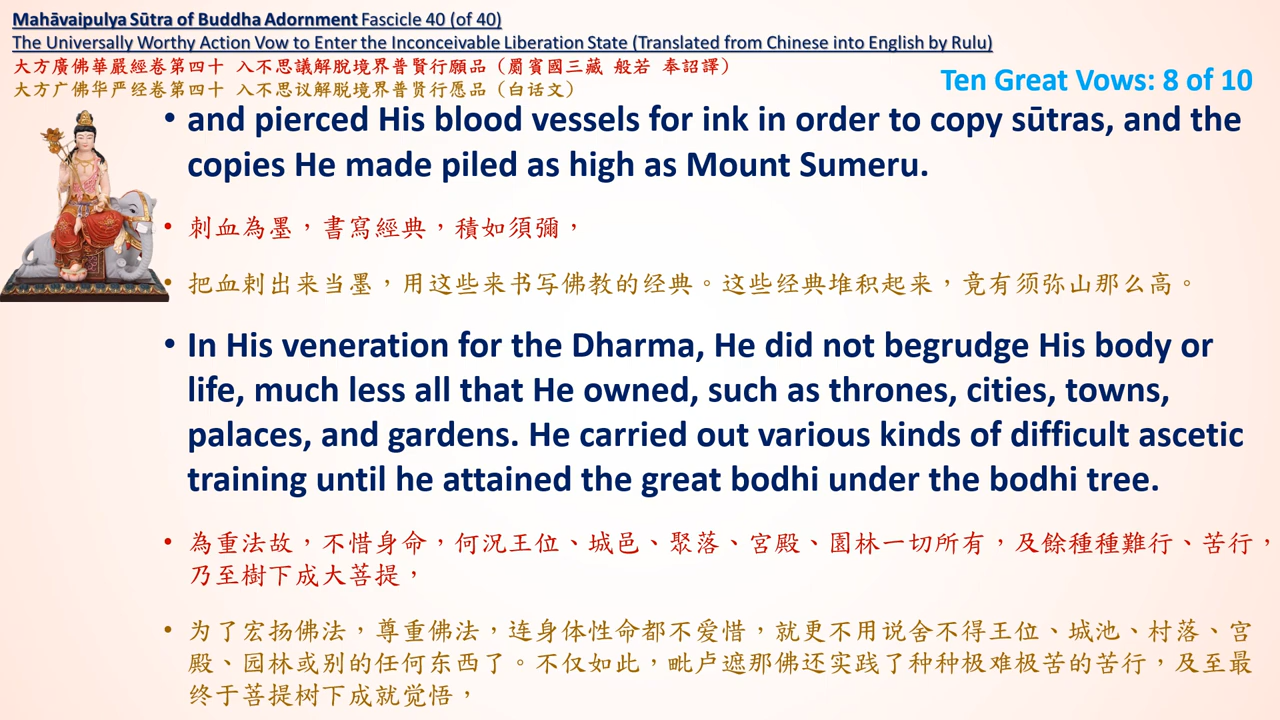 Mahāvaipulya Sūtra of Buddha Adornment Fascicle 40 (of 40)
The Universally Worthy Action Vow to Enter the Inconceivable Liberation State (Translated from Chinese into English by Rulu)
大方廣佛華嚴經卷第四十 入不思議解脫境界普賢行願品（罽賓國三藏 般若 奉詔譯）
大方广佛华严经卷第四十 入不思议解脱境界普贤行愿品（白话文）
Ten Great Vows: 8 of 10
• and pierced His blood vessels for ink in order to copy sūtras, and the
copies He made piled as high as Mount Sumeru.
• 刺血為墨，書寫經典，積如須彌，
• 把血刺出来当墨，用这些来书写佛教的经典。这些经典堆积起来，竟有须弥山那么高。
• In His veneration for the Dharma, He did not begrudge His body or
life, much less all that He owned, such as thrones, cities, towns,
palaces, and gardens. He carried out various kinds of difficult ascetic
training until he attained the great bodhi under the bodhi tree.
• 為重法故，不惜身命，何況王位、城邑、聚落、宮殿、園林一切所有，及餘種種難行、苦行，
乃至樹下成大菩提，
• 为了宏扬佛法，尊重佛法，连身体性命都不爱惜，就更不用说舍不得王位、城池、村落、宫
殿、园林或别的任何东西了。不仅如此，毗卢遮那佛还实践了种种极难极苦的苦行，及至最
终于菩提树下成就觉悟，